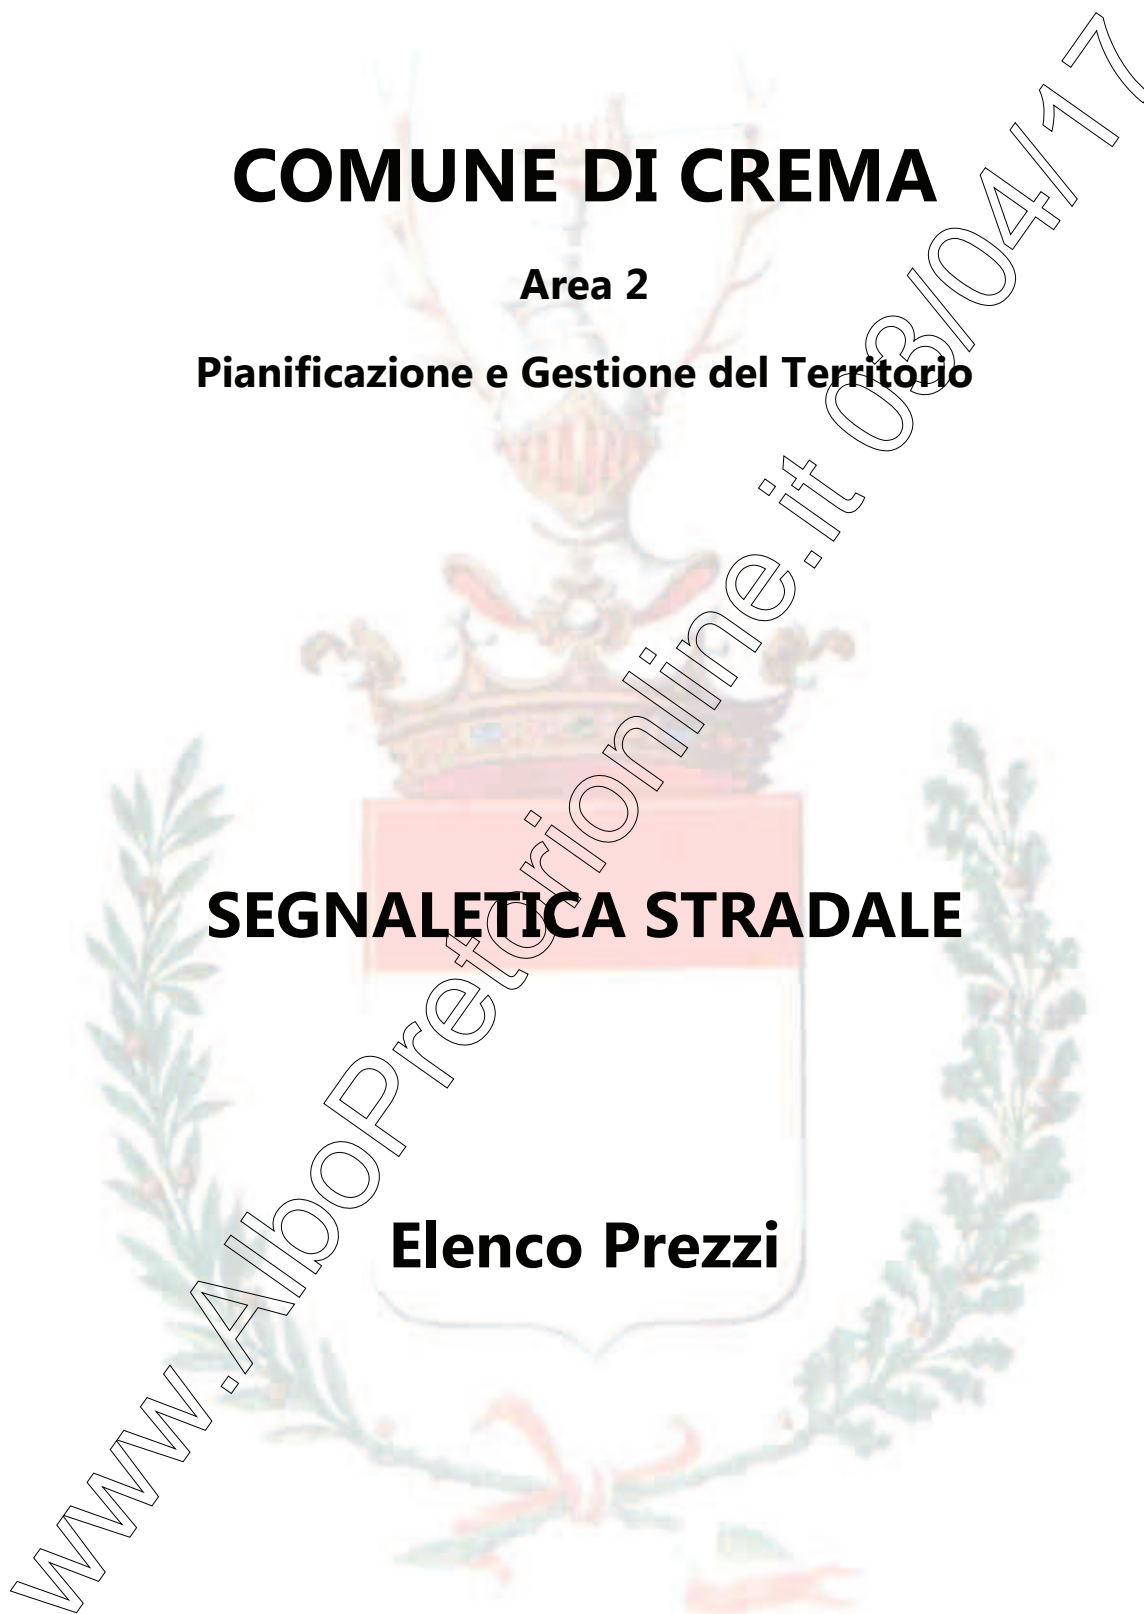 COMUNE DI CREMA
Area 2
Pianificazione e Gestione del Territorio
SEGNALETICA STRADALE
Elenco Prezzi
www.AlboPretorionline.it 03/04/17